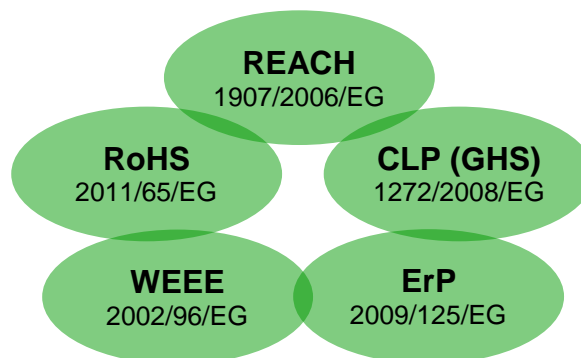 REACH
1907/2006/EG
RoHS
2011/65/EG
CLP (GHS)
1272/2008/EG
WEEE
2002/96/EG
ErP
2009/125/EG